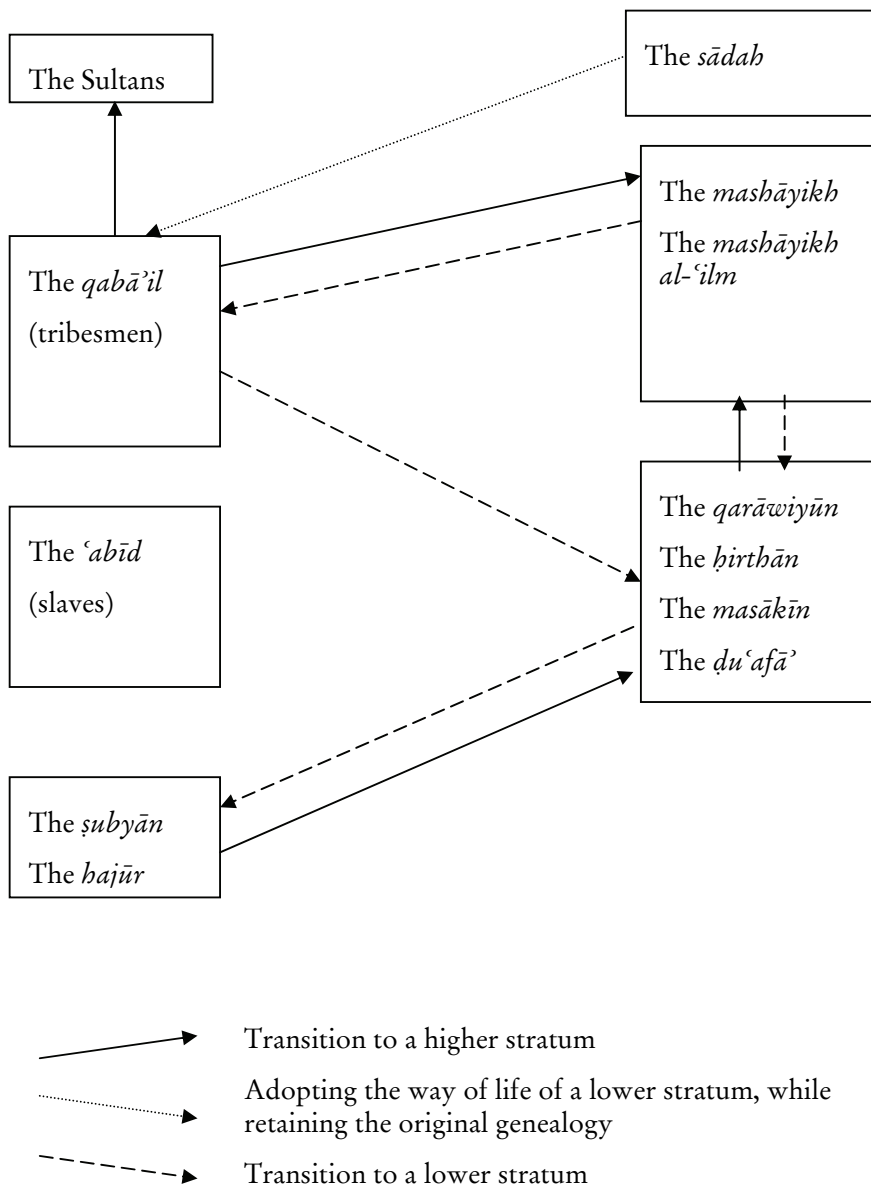 The Sultans
The sādah
The mashāyikh
The mashāyikh
al-ʿilm
The qabāʾil
(tribesmen)
The ʿabīd
(slaves)
The qarāwiyūn
The ḥirthān
The masākīn
The ḍuʿafāʾ
The ṣubyān
The hajūr
Transition to a higher stratum
Adopting the way of life of a lower stratum, while
retaining the original genealogy
Transition to a lower stratum